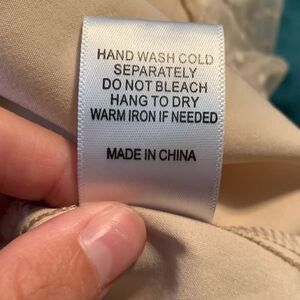 HAND WASH COLD
SEPARATELY
DO NOT BLEACH
HANG TO DRY
WARM IRON IF NEEDED
MADE IN CHINA